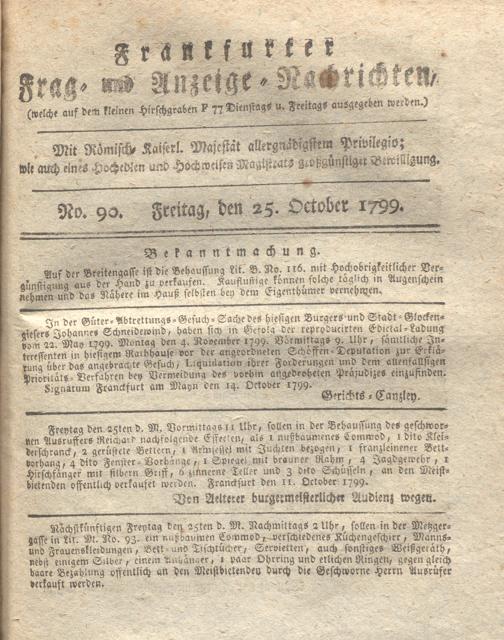 Frankfurter
Frag- und Anzeige-Nachrichten,
(welche auf dem kleinen Hirschgraben F 77 Dienstags u. Freitags ausgegeben werden.)
Mit Römisch-Kaiserl. Majestät allergnädigstem Privilegio;
wie auch eines Hochedlen und Hochweisen Magistrats großgünstiger Bewilligung.
No. 90. Freitag, den 25. October 1799.
Bekanntmachung.
Auf der Breitengasse ist die Behaussung Lit. B. No. 116. mit Hochobrigkeitlicher Ver-
günstigung aus der Hand zu verkaufen. Kauflustige können solche täglich in Augenschein
nehmen und das Nähere im Hauß selbsten bey dem Eigenthümer vernehmen.
In der Güter-Abtrettungs-Gesuch-Sache des hiesigen Burgers und Stadt-Glocken-
giesers Johannes Schneidewind, haben sich in Gefolg der reproducirten Edictal-Ladung
vom 22. May 1799. Montag den 4. November 1799. Vormittags 9. Uhr, sämtliche In-
teressenten in hiesigem Rathhause vor der angeordneten Schöffen-Deputation zur Erklä-
rung über das angebrachte Gesuch, Liquidation ihrer Forderungen und dem allenfallsigen
Prioritäts-Verfahren bey Vermeidung des vorhin angedroheten Präjudizes einzufinden.
Signatum Franckfurt am Mayn den 14. October 1799.
Gerichts-Canzley.
Freytag den 25ten d. M. Vormittags 11 Uhr, sollen in der Behaussung des geschwor-
nen Ausrufers Reichard nachfolgende Effecten, als 1 nußbaumenes Commod, 1 dito Klei-
derschranck, 2 gerüstete Bettern, 1 Armsessel mit Juchten bezogen, 1 franzleinener Bett-
vorhang, 4 dito Fenster-Vorhänge, 1 Spiegel mit brauner Rahm, 4 Jagdgewehr, 1
Hirschfänger mit silbern Griff, 6 zinnerne Teller und 3 dito Schüsseln, an den Meist-
bietenden öffentlich verkauft werden. Franckfurt den 11. October 1799.
Von Aelterer burgermeisterlicher Audienz wegen.
Nächstkünftigen Freytag den 25ten d. M. Nachmittags 2 Uhr, sollen in der Metzger-
gasse in Lit. M. No. 93. ein nußbaumen Commod, verschiedenes Küchengeschirr, Manns-
und Frauenskleidungen, Bett- und Tischtücher, Servietten, auch sonstiges Weißgeräth,
nebst einigem Silber, einem Anhänger, 1 paar Ohrring und etlichen Ringen, gegen gleich
baare Bezahlung öffentlich an den Meistbietenden durch die Geschworne Herrn Ausrüfer
verkauft werden.